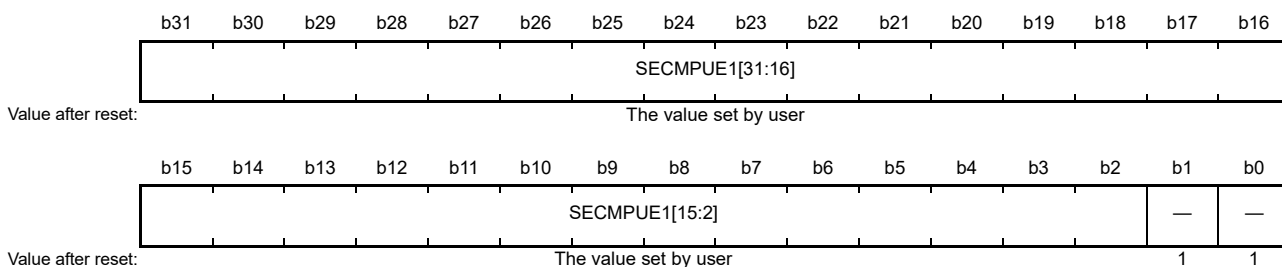 b31 b30 b29 b28 b27 b26 b25 b24 b23 b22 b21 b20 b19 b18 b17 b16
SECMPUE1[31:16]
Value after reset: The value set by user
b15 b14 b13 b12 b11 b10 b9 b8 b7 b6 b5 b4 b3 b2 b1 b0
SECMPUE1[15:2] — —
Value after reset: The value set by user 1 1